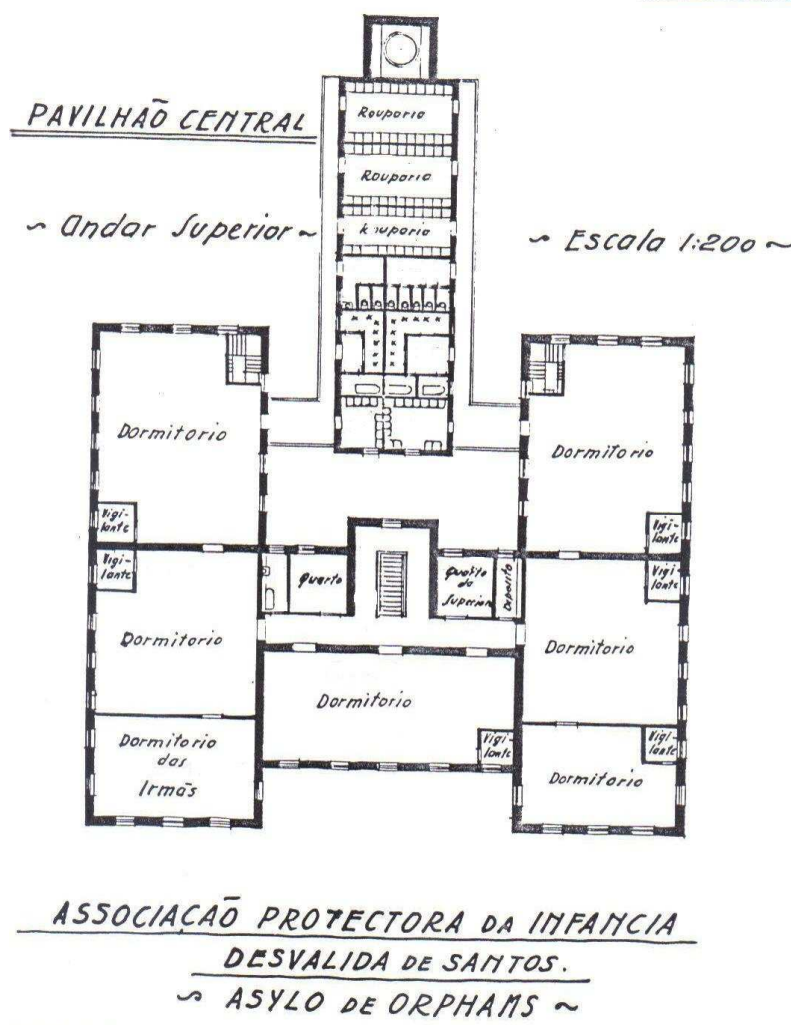 PAVILHÃO CENTRAL
~ Andar Superior ~
~ Escala 1:200 ~
Rouparia
Rouparia
Rouparia
Dormitorio
Dormitorio
Vigi-
lante
Vigi-
lante
Vigi-
lante
Vigi-
lante
Quarto
Quarto
da
Superior
Deposito
Dormitorio
Dormitorio
Dormitorio
Vigi-
lante
Vigi-
lante
Dormitorio
das
Irmãs
Dormitorio
ASSOCIAÇÃO PROTECTORA DA INFANCIA
DESVALIDA DE SANTOS.
~ ASYLO DE ORPHAMS ~